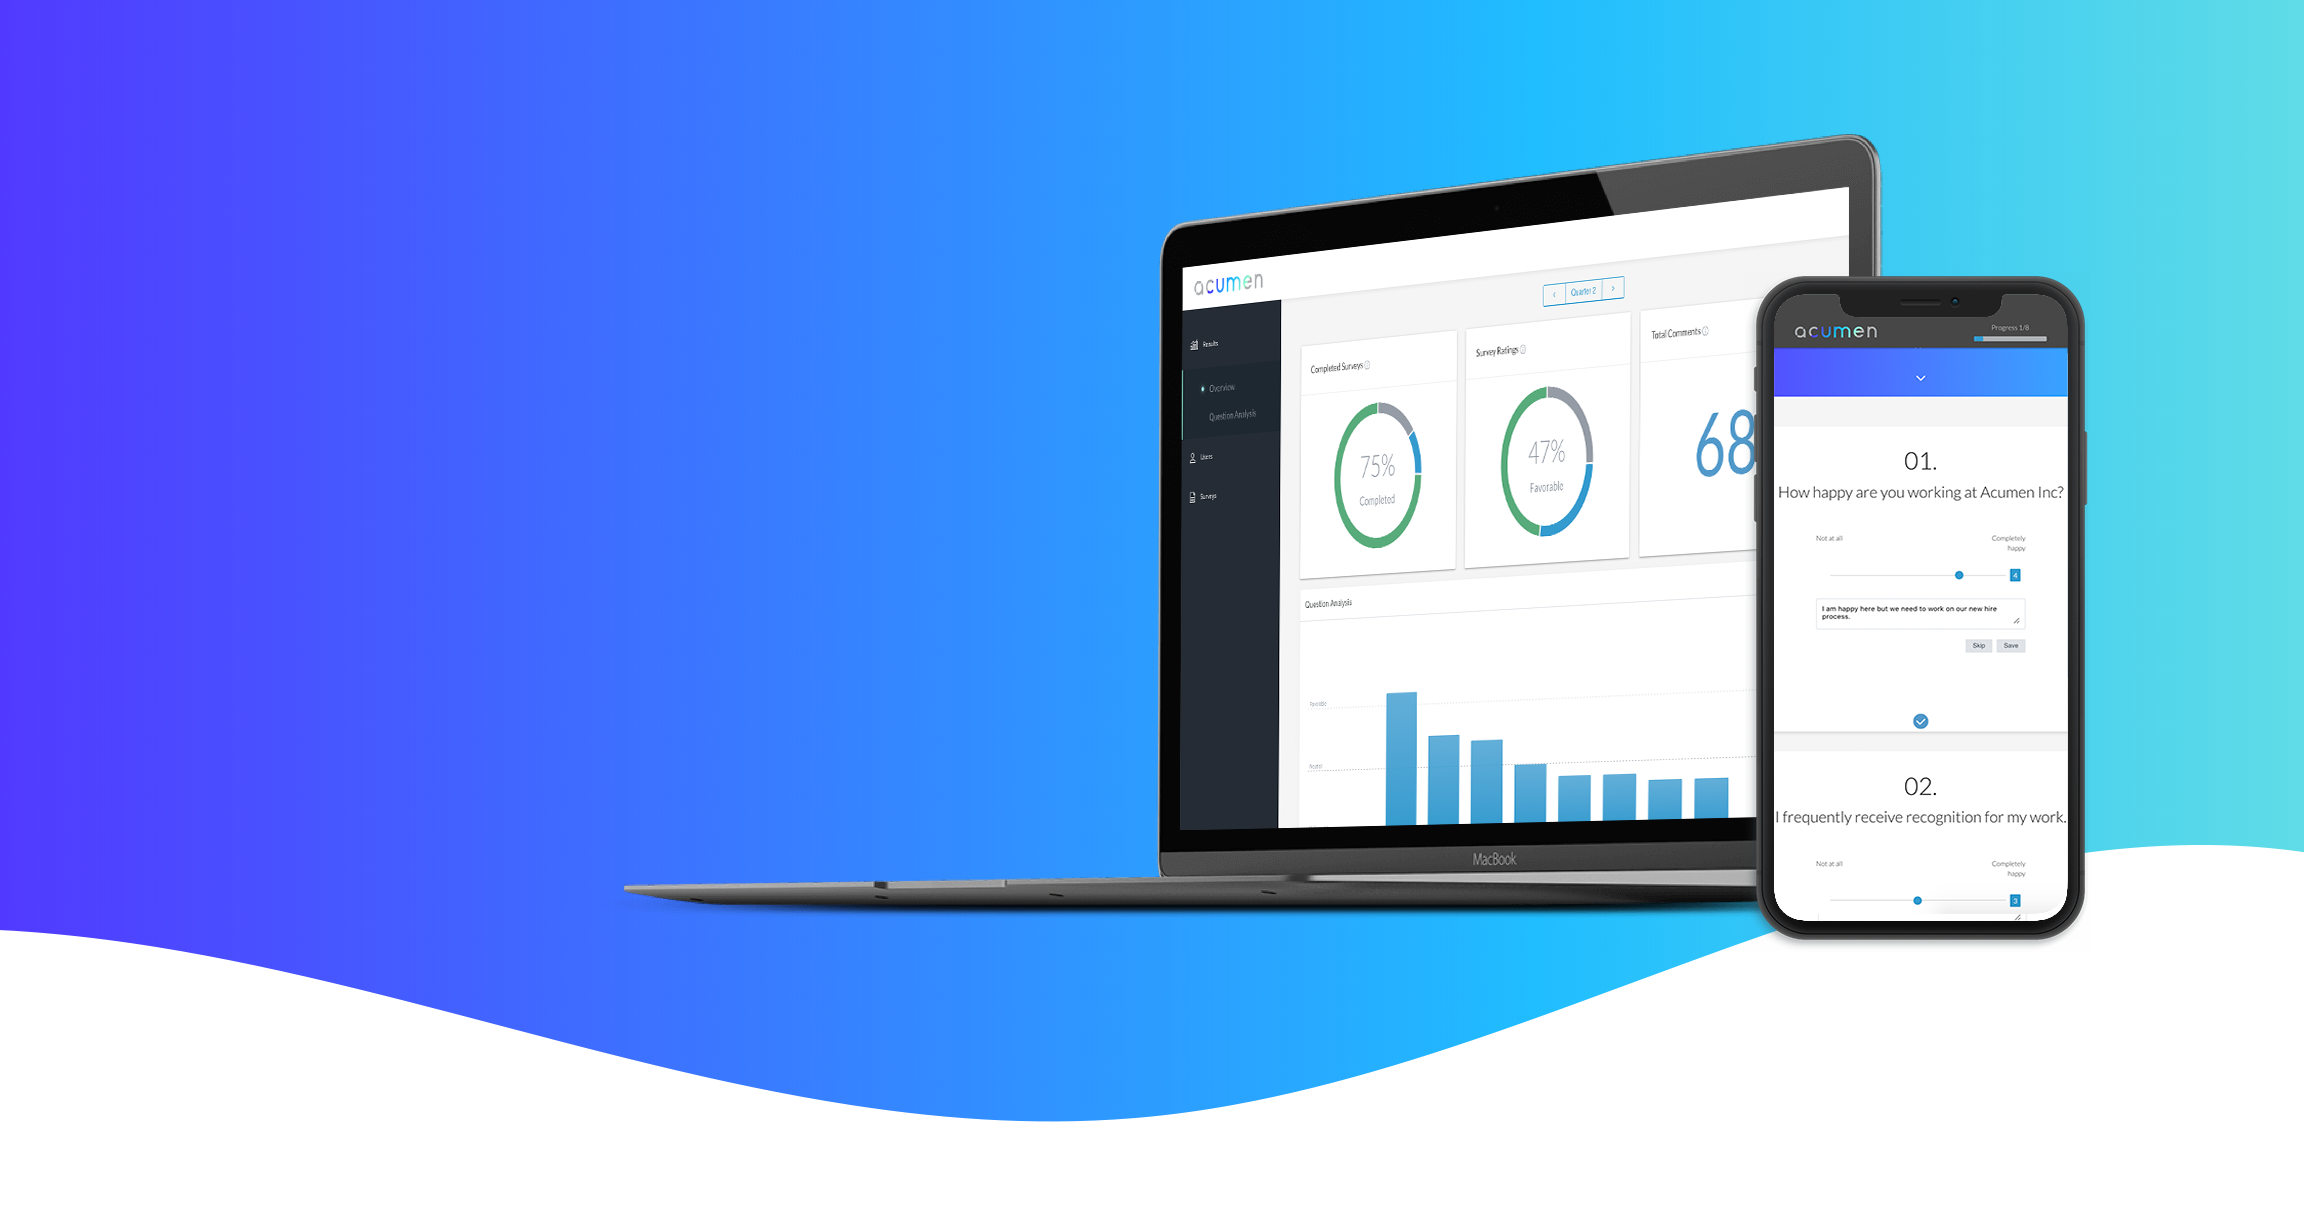 acumen
Quarter 2
Results
Overview
Question Analysis
Users
Surveys
Completed Surveys
75%
Completed
Survey Ratings
47%
Favorable
Total Comments
68
Question Analysis
Favorable
Neutral
MacBook
acumen
Progress 1/8
01.
How happy are you working at Acumen Inc?
Not at all
Completely
happy
4
I am happy here but we need to work on our new hire
process.
Skip
Save
02.
I frequently receive recognition for my work.
Not at all
Completely
happy
3